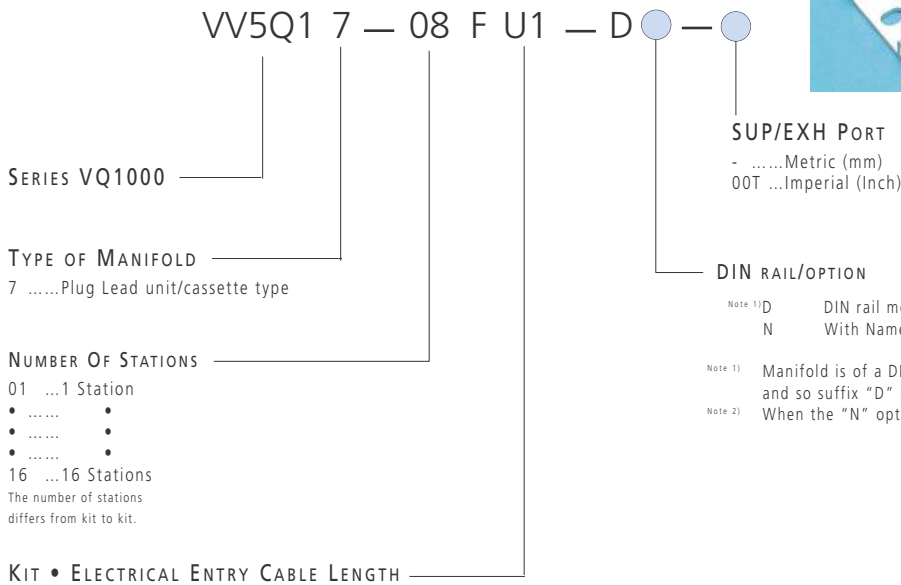 VV5Q1 7 — 08 F U1 — D — 
SUP/EXH PORT
- ......Metric (mm)
00T ...Imperial (Inch)
SERIES VQ1000
TYPE OF MANIFOLD
7 ......Plug Lead unit/cassette type
DIN RAIL/OPTION
Note 1) D DIN rail
N With
Note 1) Manifold is of a
and so suffix “D”
Note 2) When the “N”
NUMBER OF STATIONS
01 ...1 Station
• ...... •
• ...... •
• ...... •
16 ...16 Stations
The number of stations
differs from kit to kit.
KIT • ELECTRICAL ENTRY CABLE LENGTH